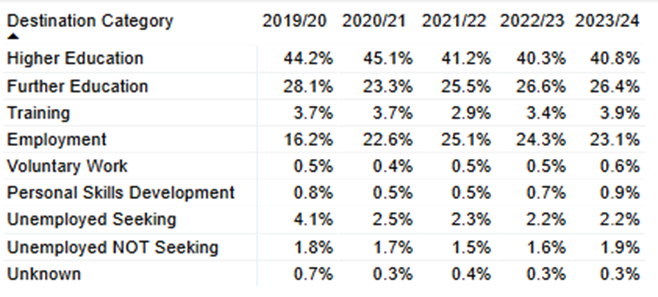 Destination Category 2019/20 2020/21 2021/22 2022/23 2023/24
Higher Education 44.2% 45.1% 41.2% 40.3% 40.8%
Further Education 28.1% 23.3% 25.5% 26.6% 26.4%
Training 3.7% 3.7% 2.9% 3.4% 3.9%
Employment 16.2% 22.6% 25.1% 24.3% 23.1%
Voluntary Work 0.5% 0.4% 0.5% 0.5% 0.6%
Personal Skills Development 0.8% 0.5% 0.5% 0.7% 0.9%
Unemployed Seeking 4.1% 2.5% 2.3% 2.2% 2.2%
Unemployed NOT Seeking 1.8% 1.7% 1.5% 1.6% 1.9%
Unknown 0.7% 0.3% 0.4% 0.3% 0.3%